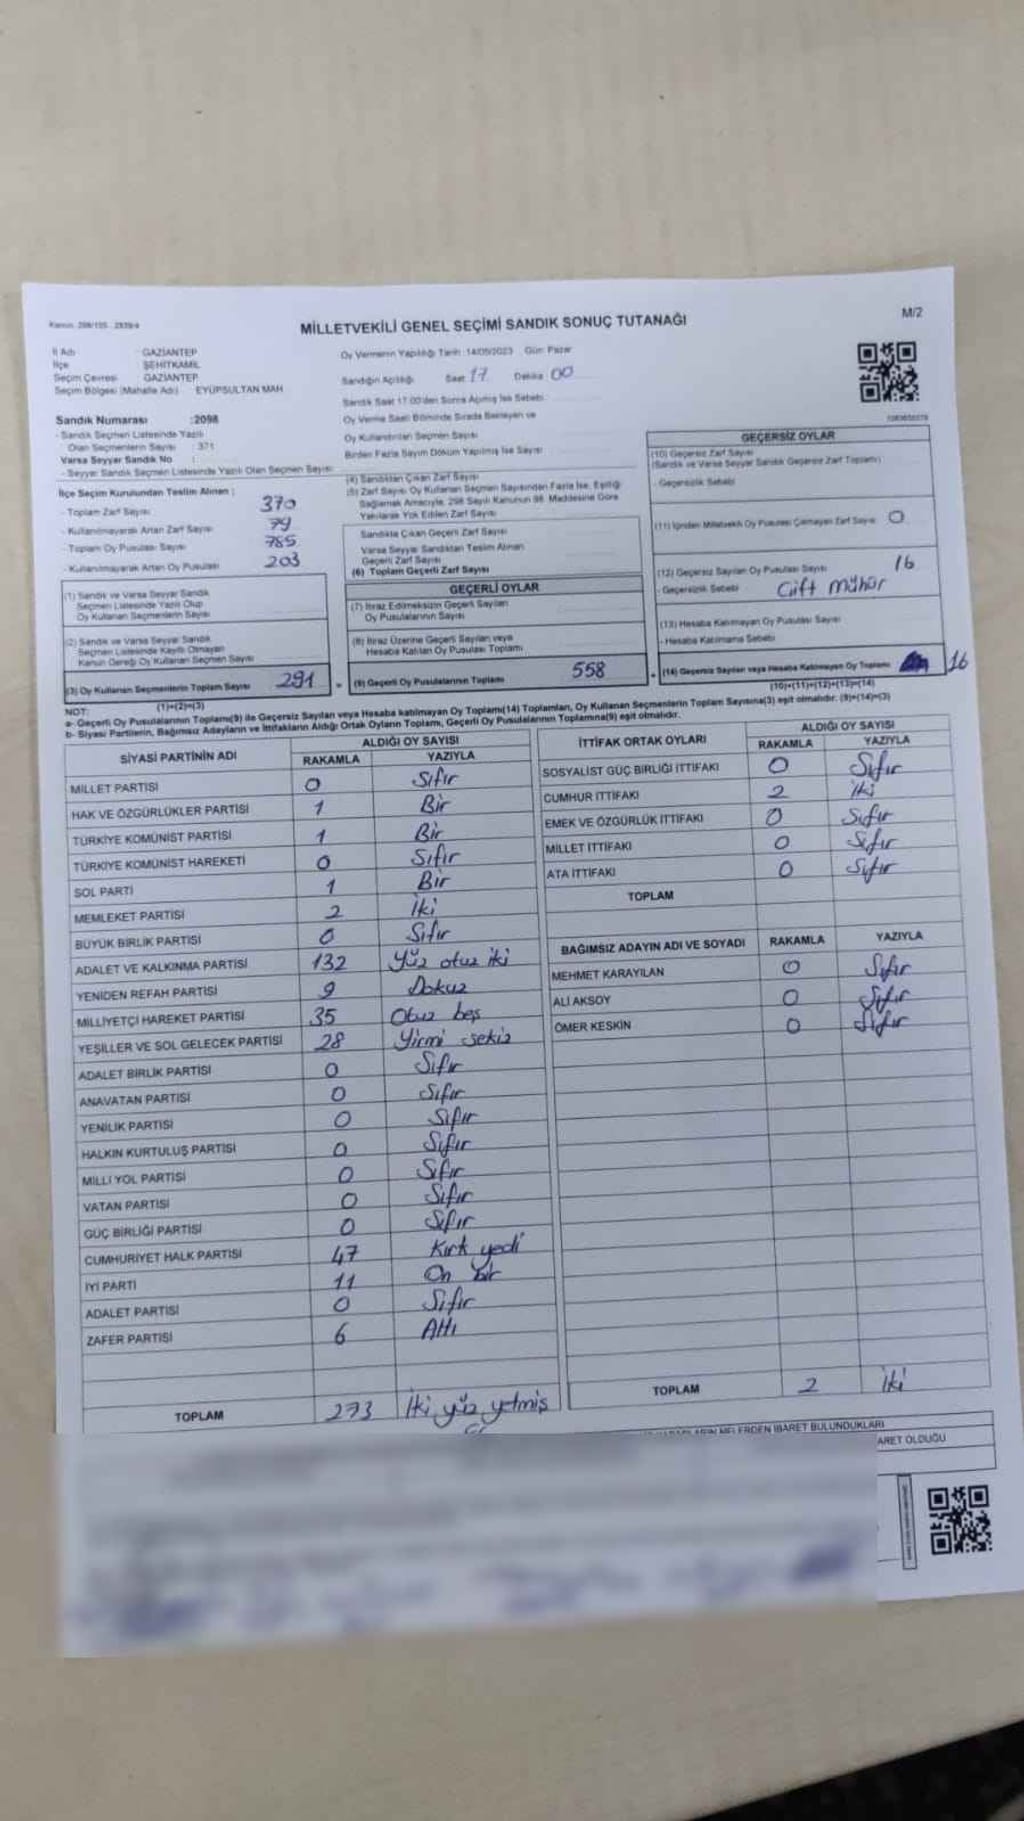 M/2
MİLLETVEKİLİ GENEL SEÇİMİ SANDIK SONUÇ TUTANAĞI
İl Adı : GAZİANTEP
İlçe : ŞEHİTKAMİL
Seçim Çevresi : GAZİANTEP
Seçim Bölgesi (Mahalle Adı) : EYÜPSULTAN MAH
Oy Vermenin Yapıldığı Tarih :14/05/2023 Gün: Pazar
Sandığın Açıldığı Saat 17 Dakika 00
Sandık Saat 17.00'den Sonra Açılmış İse Sebebi
Oy Verme Saati Bitiminde Sırada Bekleyen ve
Oy Kullandırılan Seçmen Sayısı
Birden Fazla Sayım Döküm Yapılmış İse Sayısı
Sandık Numarası :2098
- Sandık Seçmen Listesinde Yazılı
Olan Seçmenlerin Sayısı : 371
Varsa Seyyar Sandık No :
- Seyyar Sandık Seçmen Listesinde Yazılı Olan Seçmen Sayısı
İlçe Seçim Kurulundan Teslim Alınan :
- Toplam Zarf Sayısı 370
- Kullanılmayarak Artan Zarf Sayısı 79
- Toplam Oy Pusulası Sayısı 785
- Kullanılmayarak Artan Oy Pusulası 203
(1) Sandık ve Varsa Seyyar Sandık
Seçmen Listesinde Yazılı Olup
Oy Kullanan Seçmenlerin Sayısı
(2) Sandık ve Varsa Seyyar Sandık
Seçmen Listesinde Kayıtlı Olmayan
Kanun Gereği Oy Kullanan Seçmen Sayısı
(3) Oy Kullanan Seçmenlerin Toplam Sayısı 291
(1)+(2)=(3)
(4) Sandıktan Çıkan Zarf Sayısı
(5) Zarf Sayısı Oy Kullanan Seçmen Sayısından Fazla İse, Eşitliği
Sağlamak Amacıyla, 298 Sayılı Kanunun 98. Maddesine Göre
Yakılarak Yok Edilen Zarf Sayısı
Sandıkta Çıkan Geçerli Zarf Sayısı
Varsa Seyyar Sandıktan Teslim Alınan
Geçerli Zarf Sayısı
(6) Toplam Geçerli Zarf Sayısı
GEÇERLİ OYLAR
(7) İtiraz Edilmeksizin Geçerli Sayılan
Oy Pusulalarının Sayısı
(8) İtiraz Üzerine Geçerli Sayılan veya
Hesaba Katılan Oy Pusulası Toplamı
(9) Geçerli Oy Pusulalarının Toplamı 558
GEÇERSİZ OYLAR
(10) Geçersiz Zarf Sayısı
(Sandık ve Varsa Seyyar Sandık Geçersiz Zarf Toplamı)
- Geçersizlik Sebebi
(11) İçinden Milletvekili Oy Pusulası Çıkmayan Zarf Sayısı 0
(12) Geçersiz Sayılan Oy Pusulası Sayısı 16
- Geçersizlik Sebebi Çift mühür
(13) Hesaba Katılmayan Oy Pusulası Sayısı
- Hesaba Katılmama Sebebi
(14) Geçersiz Sayılan veya Hesaba Katılmayan Oy Toplamı 16
(10)+(11)+(12)+(13)=(14)
NOT:
a- Geçerli Oy Pusulalarının Toplamı(9) ile Geçersiz Sayılan veya Hesaba katılmayan Oy Toplamı(14) Toplamları, Oy Kullanan Seçmenlerin Toplam Sayısına(3) eşit olmalıdır. (9)+(14)=(3)
b- Siyasi Partilerin, Bağımsız Adayların ve İttifakların Aldığı Ortak Oyların Toplamı, Geçerli Oy Pusulalarının Toplamına(9) eşit olmalıdır.
SİYASİ PARTİNİN ADI ALDIĞI OY SAYISI
RAKAMLA YAZIYLA
MİLLET PARTİSİ 0 Sıfır
HAK VE ÖZGÜRLÜKLER PARTİSİ 1 Bir
TÜRKİYE KOMÜNİST PARTİSİ 1 Bir
TÜRKİYE KOMÜNİST HAREKETİ 0 Sıfır
SOL PARTİ 1 Bir
MEMLEKET PARTİSİ 2 İki
BÜYÜK BİRLİK PARTİSİ 0 Sıfır
ADALET VE KALKINMA PARTİSİ 132 Yüz otuz iki
YENİDEN REFAH PARTİSİ 9 Dokuz
MİLLİYETÇİ HAREKET PARTİSİ 35 Otuz beş
YEŞİLLER VE SOL GELECEK PARTİSİ 28 Yirmi sekiz
ADALET BİRLİK PARTİSİ 0 Sıfır
ANAVATAN PARTİSİ 0 Sıfır
YENİLİK PARTİSİ 0 Sıfır
HALKIN KURTULUŞ PARTİSİ 0 Sıfır
MİLLİ YOL PARTİSİ 0 Sıfır
VATAN PARTİSİ 0 Sıfır
GÜÇ BİRLİĞİ PARTİSİ 0 Sıfır
CUMHURİYET HALK PARTİSİ 47 Kırk yedi
İYİ PARTİ 11 On bir
ADALET PARTİSİ 0 Sıfır
ZAFER PARTİSİ 6 Altı
TOPLAM 273 İki yüz yetmiş
İTTİFAK ORTAK OYLARI ALDIĞI OY SAYISI
RAKAMLA YAZIYLA
SOSYALİST GÜÇ BİRLİĞİ İTTİFAKI 0 Sıfır
CUMHUR İTTİFAKI 2 İki
EMEK VE ÖZGÜRLÜK İTTİFAKI 0 Sıfır
MİLLET İTTİFAKI 0 Sıfır
ATA İTTİFAKI 0 Sıfır
TOPLAM
BAĞIMSIZ ADAYIN ADI VE SOYADI RAKAMLA YAZIYLA
MEHMET KARAYILAN 0 Sıfır
ALİ AKSOY 0 Sıfır
ÖMER KESKİN 0 Sıfır
TOPLAM 2 İki
NELERDEN İBARET BULUNDUKLARI
OLDUĞU